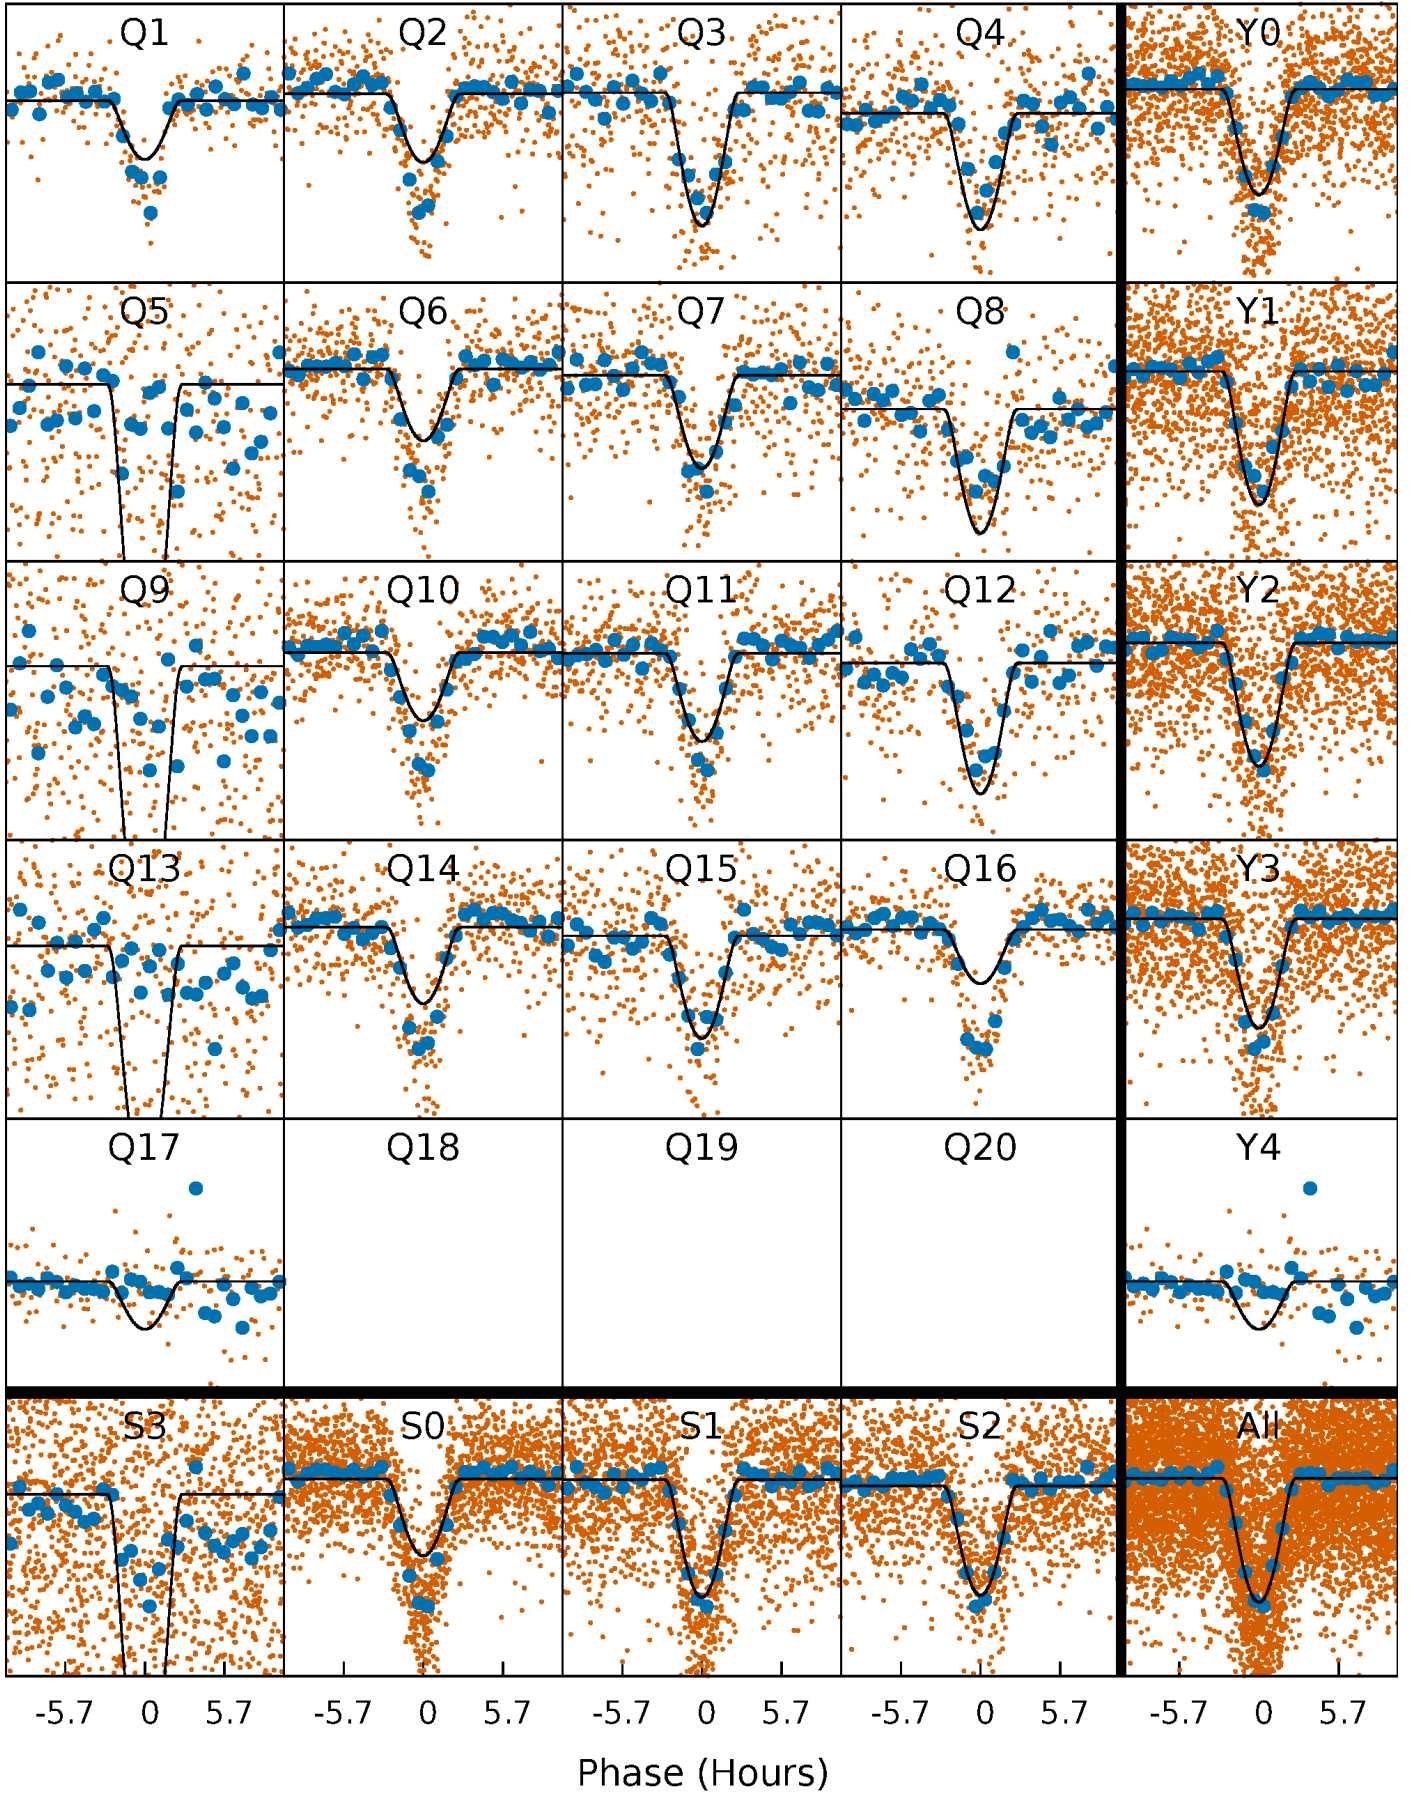 Q1 Q2 Q3 Q4 Y0
Q5 Q6 Q7 Q8 Y1
Q9 Q10 Q11 Q12 Y2
Q13 Q14 Q15 Q16 Y3
Q17 Q18 Q19 Q20 Y4
S3 S0 S1 S2 All
-5.7 0 5.7 -5.7 0 5.7 -5.7 0 5.7 -5.7 0 5.7 -5.7 0 5.7
Phase (Hours)